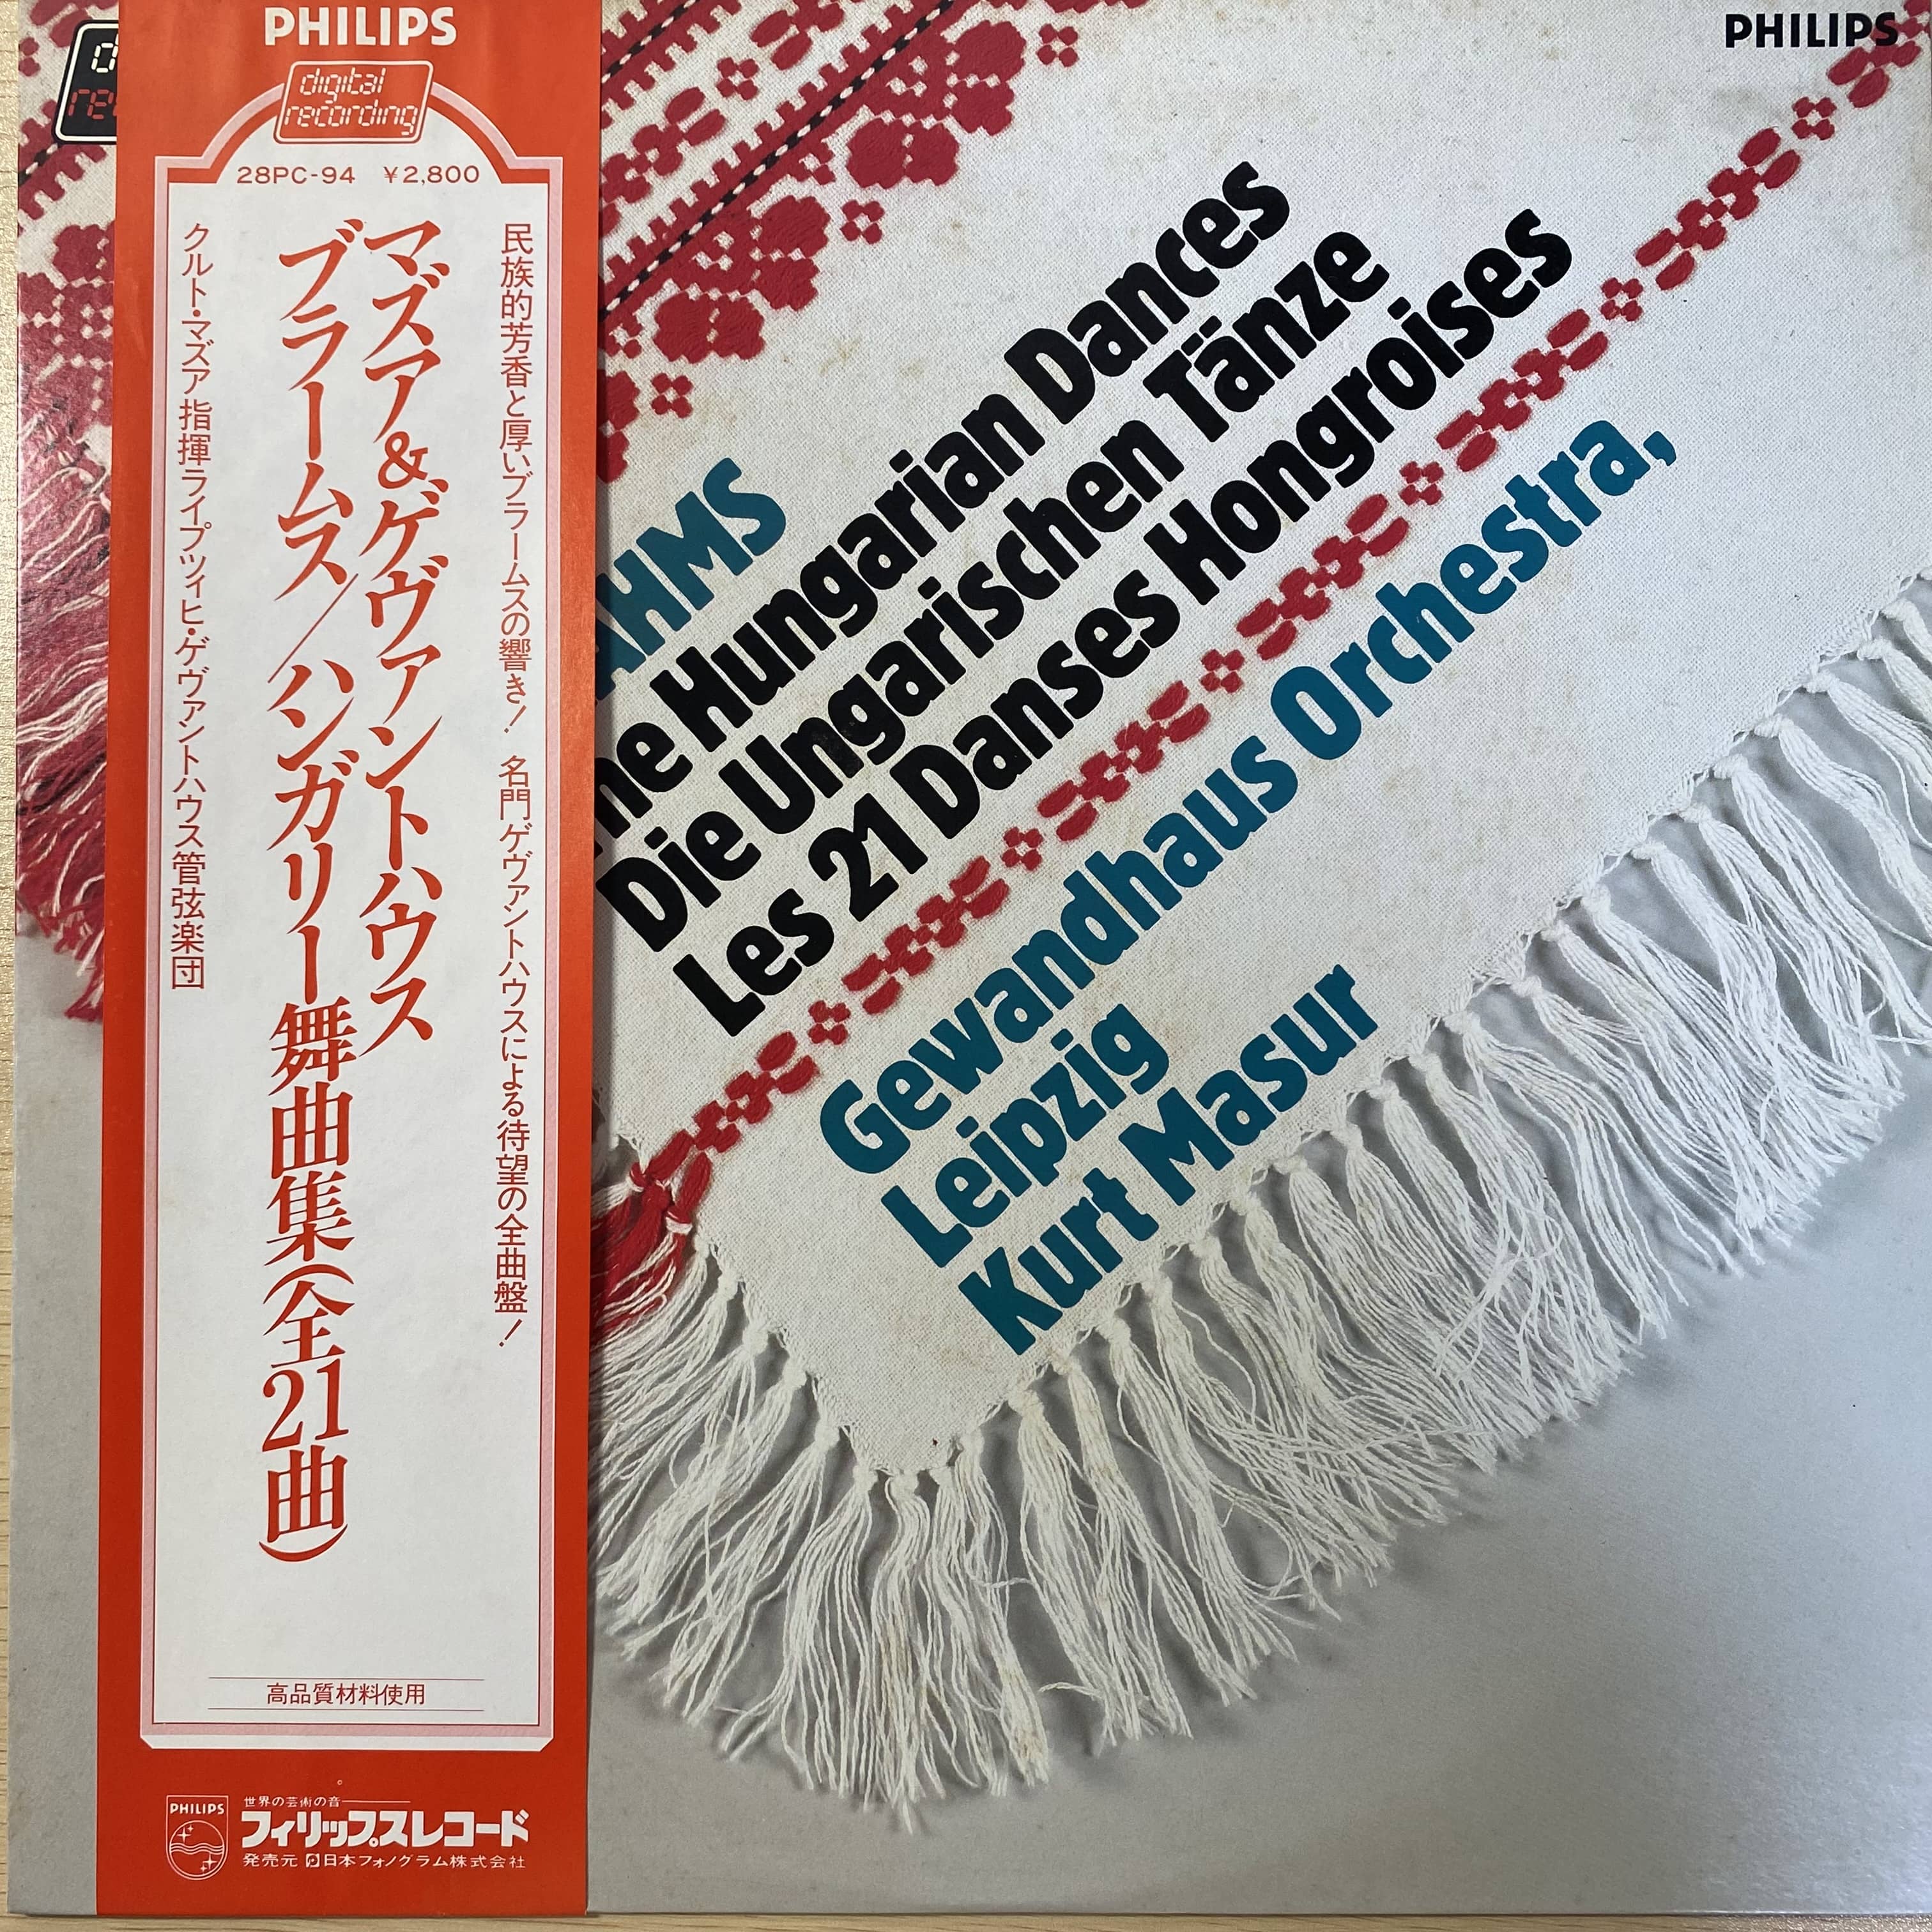 PHILIPS
digital
recording
28PC-94 ¥2,800
民族的芳香と厚いブラームスの響き! 名門ゲヴァントハウスによる待望の全曲盤!
マズア&ゲヴァントハウス
ブラームス/ハンガリー舞曲集(全21曲)
クルト・マズア指揮ライプツィヒ・ゲヴァントハウス管弦楽団
高品質材料使用
PHILIPS
世界の芸術の音
フィリップスレコード
発売元 日本フォノグラム株式会社
PHILIPS
AHMS
he Hungarian Dances
Die Ungarischen Tänze
Les 21 Danses Hongroises
Gewandhaus Orchestra,
Leipzig
Kurt Masur